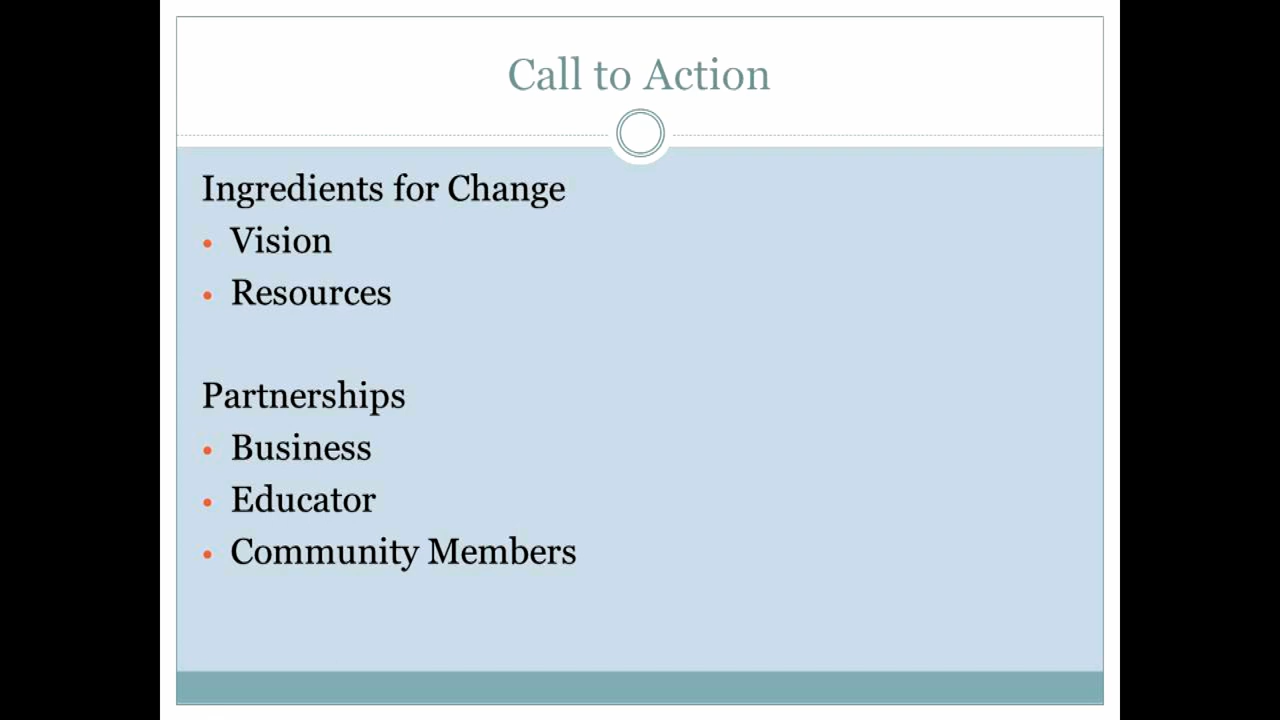 Call to Action
Ingredients for Change
• Vision
• Resources
Partnerships
• Business
• Educator
• Community Members